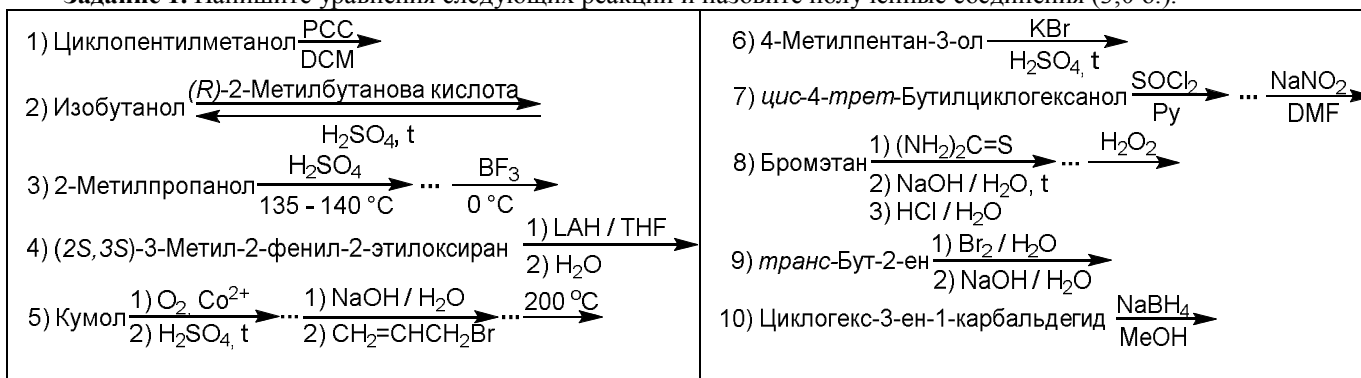 Задание 1. Напишите уравнения следующих реакций и назовите полученные соединения (5,0 б.).
1) Циклопентилметанол PCC
DCM
2) Изобутанол (R)-2-Метилбутанова кислота
H2SO4, t
3) 2-Метилпропанол H2SO4 ... BF3
135 - 140 °C 0 °C
4) (2S,3S)-3-Метил-2-фенил-2-этилоксиран 1) LAH / THF
2) H2O
5) Кумол 1) O2, Co2+ ... 1) NaOH / H2O ... 200 °C
2) H2SO4, t 2) CH2=CHCH2Br
6) 4-Метилпентан-3-ол KBr
H2SO4, t
7) цис-4-трет-Бутилциклогексанол SOCl2 ... NaNO2
Py DMF
8) Бромэтан 1) (NH2)2C=S ... H2O2
2) NaOH / H2O, t
3) HCl / H2O
9) транс-Бут-2-ен 1) Br2 / H2O
2) NaOH / H2O
10) Циклогекс-3-ен-1-карбальдегид NaBH4
MeOH